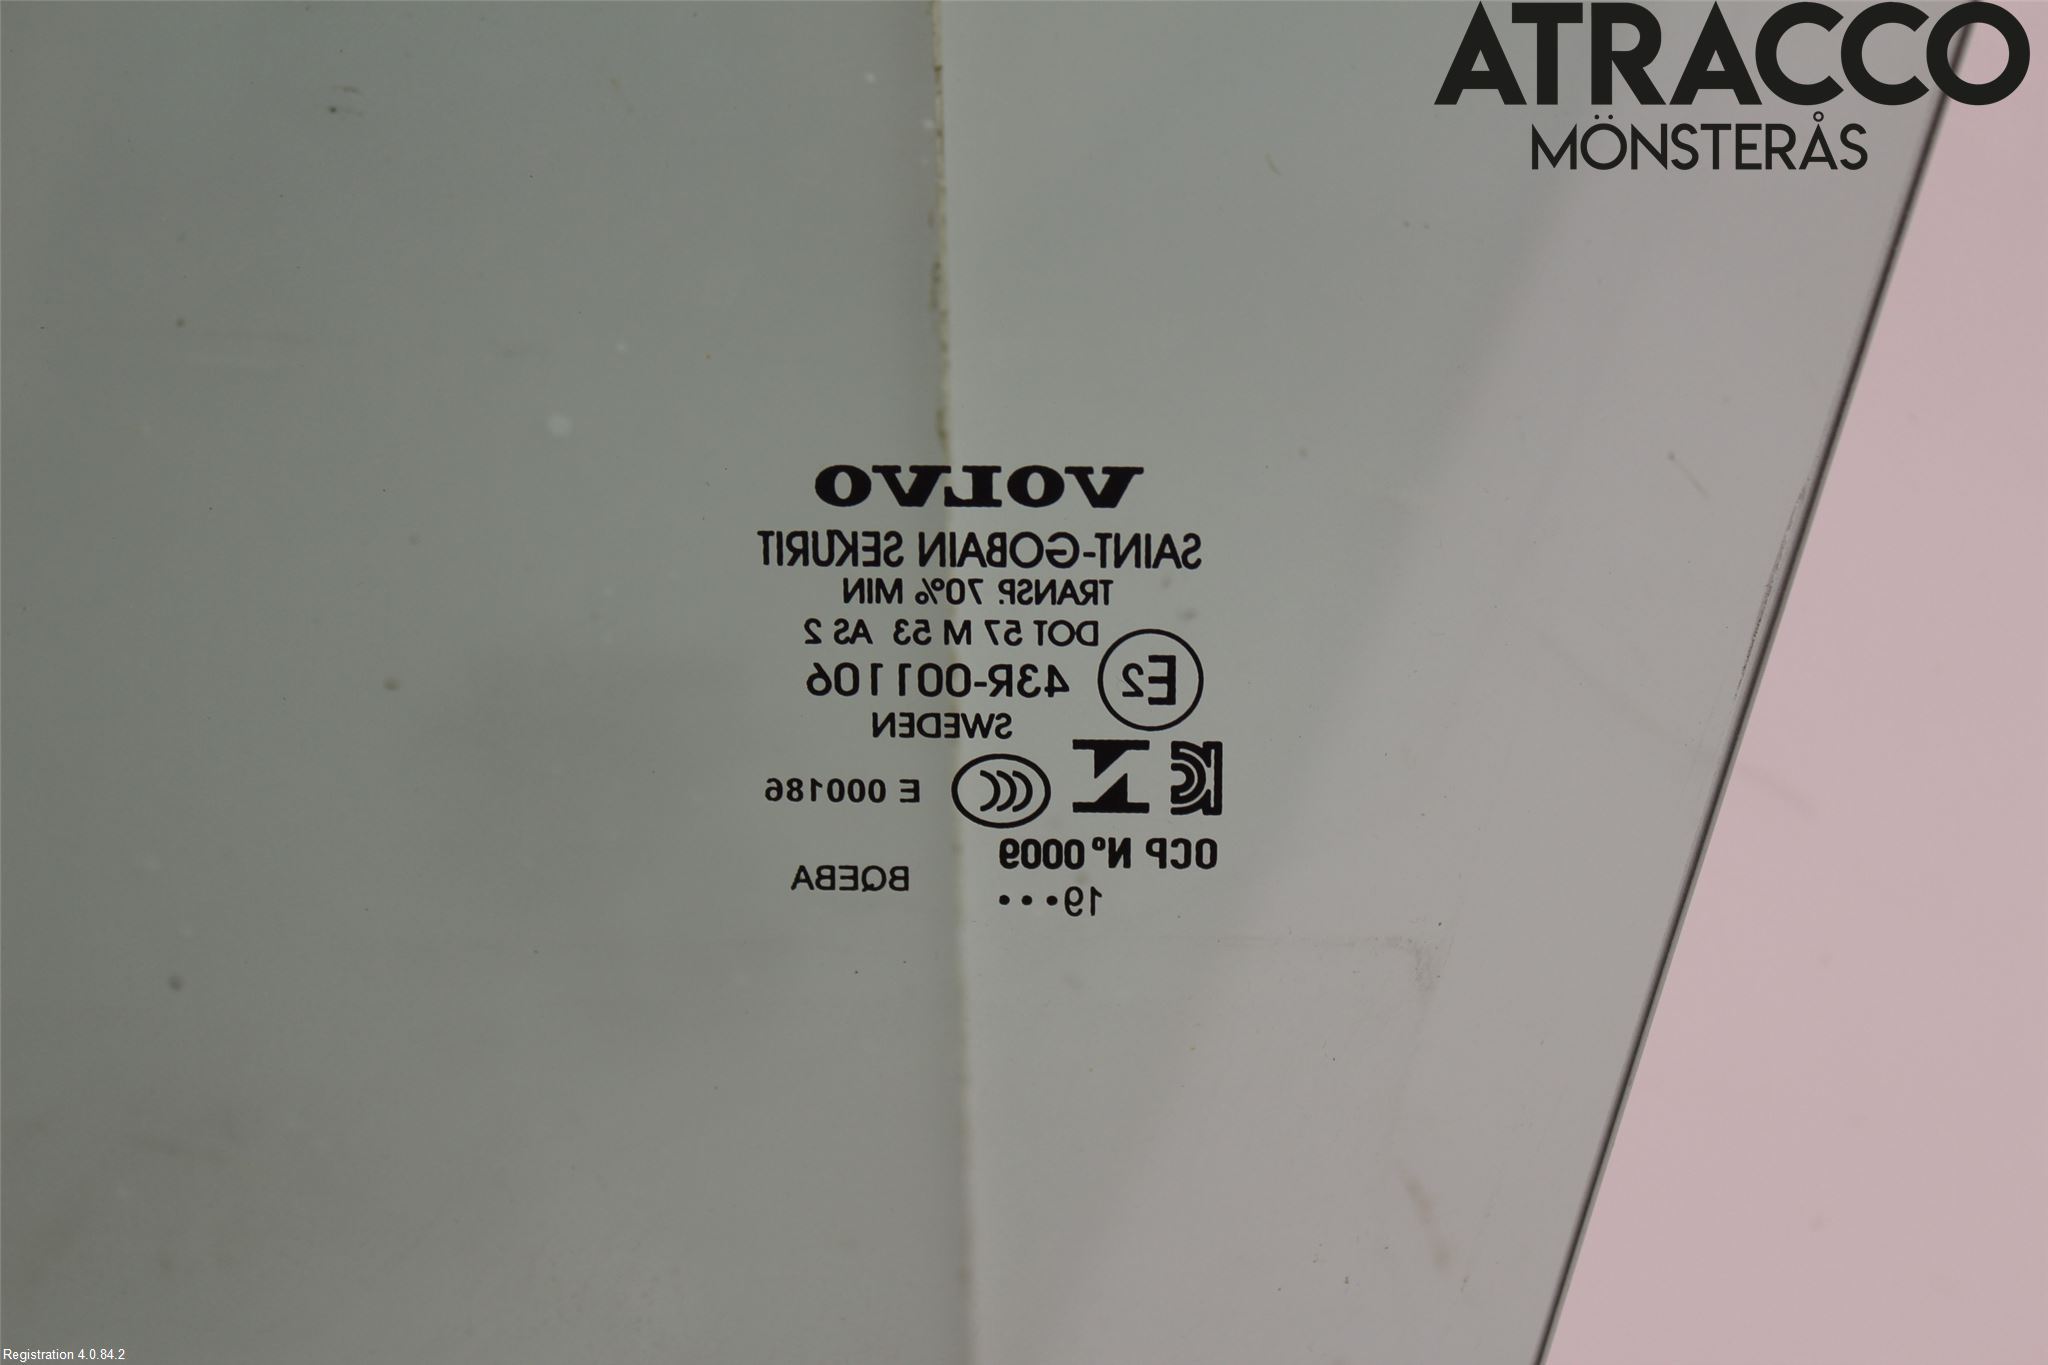 ATRACCO
MÖNSTERÅS
VOLVO
SAINT-GOBAIN SEKURIT
TRANSP. 70% MIN
DOT 57 M 53 AS 2
E2 43R-001106
SWEDEN
E 000186
OCP Nº 0009
19••••
BQEBA
Registration 4.0.84.2